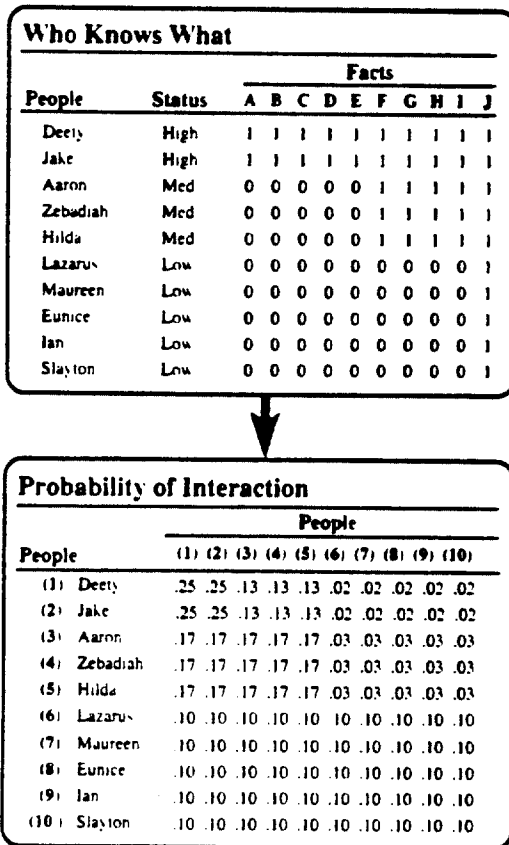 Who Knows What
Facts
People Status A B C D E F G H I J
Deety High 1 1 1 1 1 1 1 1 1 1
Jake High 1 1 1 1 1 1 1 1 1 1
Aaron Med 0 0 0 0 0 1 1 1 1 1
Zebadiah Med 0 0 0 0 0 1 1 1 1 1
Hilda Med 0 0 0 0 0 1 1 1 1 1
Lazarus Low 0 0 0 0 0 0 0 0 0 1
Maureen Low 0 0 0 0 0 0 0 0 0 1
Eunice Low 0 0 0 0 0 0 0 0 0 1
Ian Low 0 0 0 0 0 0 0 0 0 1
Slayton Low 0 0 0 0 0 0 0 0 0 1
Probability of Interaction
People
People (1) (2) (3) (4) (5) (6) (7) (8) (9) (10)
(1) Deety .25 .25 .13 .13 .13 .02 .02 .02 .02 .02
(2) Jake .25 .25 .13 .13 .13 .02 .02 .02 .02 .02
(3) Aaron .17 .17 .17 .17 .17 .03 .03 .03 .03 .03
(4) Zebadiah .17 .17 .17 .17 .17 .03 .03 .03 .03 .03
(5) Hilda .17 .17 .17 .17 .17 .03 .03 .03 .03 .03
(6) Lazarus .10 .10 .10 .10 .10 .10 .10 .10 .10 .10
(7) Maureen .10 .10 .10 .10 .10 .10 .10 .10 .10 .10
(8) Eunice .10 .10 .10 .10 .10 .10 .10 .10 .10 .10
(9) Ian .10 .10 .10 .10 .10 .10 .10 .10 .10 .10
(10) Slayton .10 .10 .10 .10 .10 .10 .10 .10 .10 .10